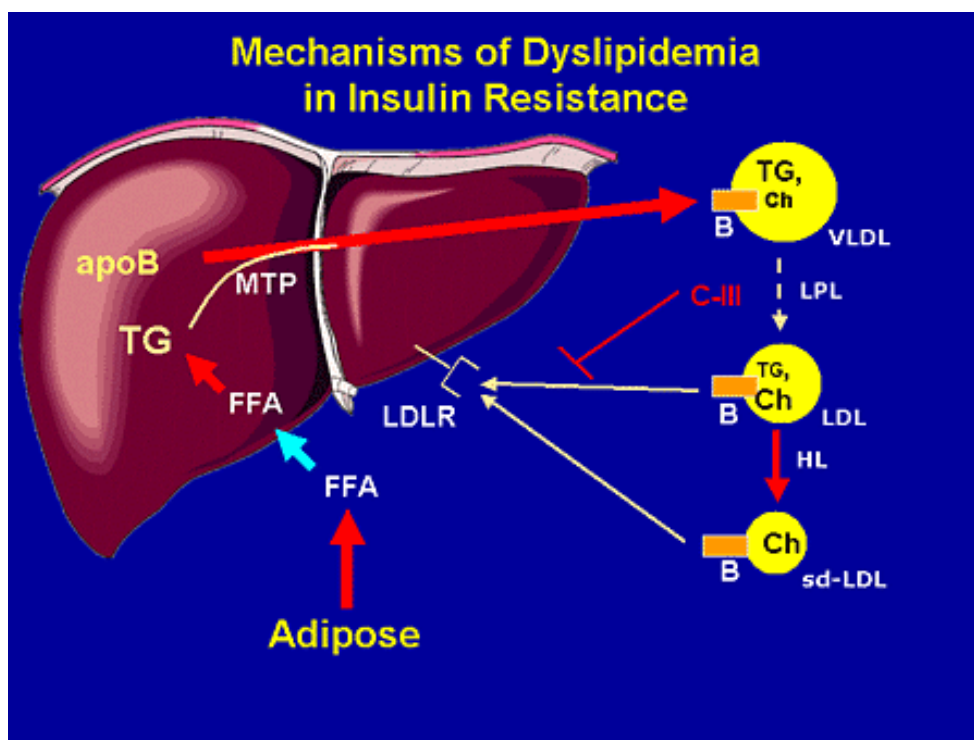 Mechanisms of Dyslipidemia
in Insulin Resistance
TG,
Ch
B
VLDL
apoB
MTP
C-III
LPL
TG
TG,
Ch
B
LDL
FFA
LDLR
HL
FFA
Ch
B
sd-LDL
Adipose